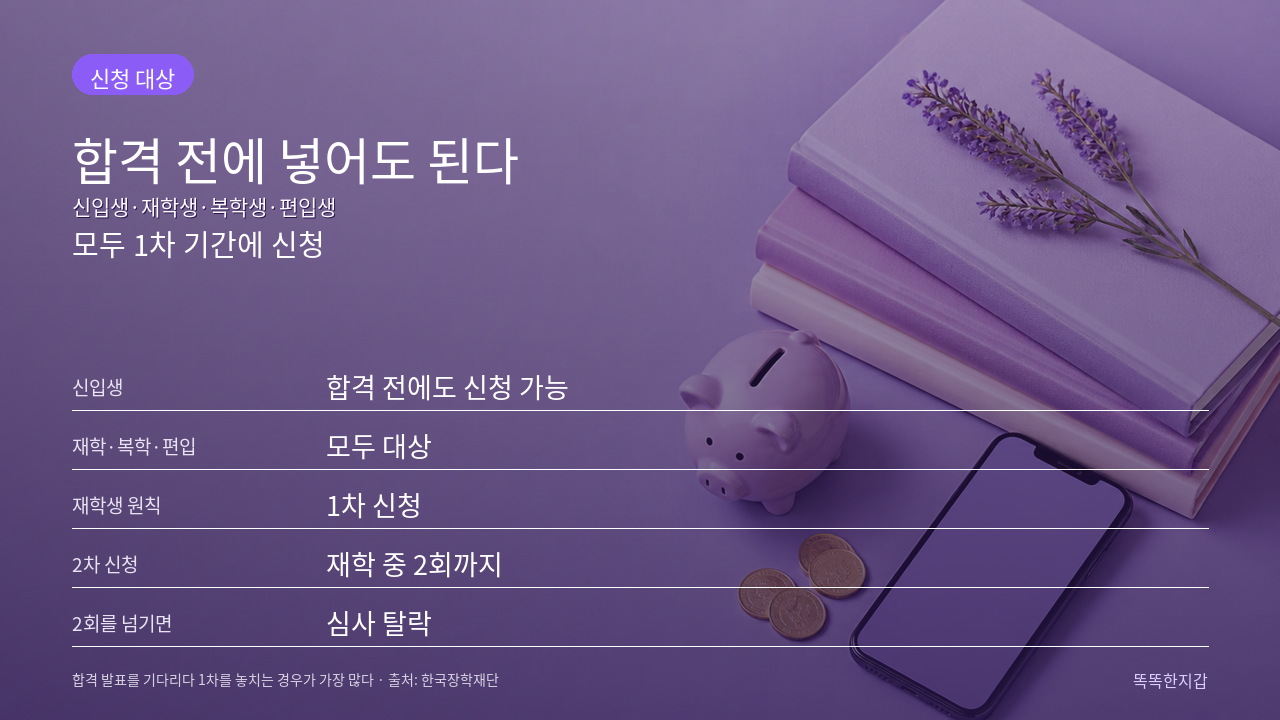 신청 대상
합격 전에 넣어도 된다
신입생·재학생·복학생·편입생
모두 1차 기간에 신청
신입생 합격 전에도 신청 가능
재학·복학·편입 모두 대상
재학생 원칙 1차 신청
2차 신청 재학 중 2회까지
2회를 넘기면 심사 탈락
합격 발표를 기다리다 1차를 놓치는 경우가 가장 많다 · 출처: 한국장학재단
똑똑한지갑